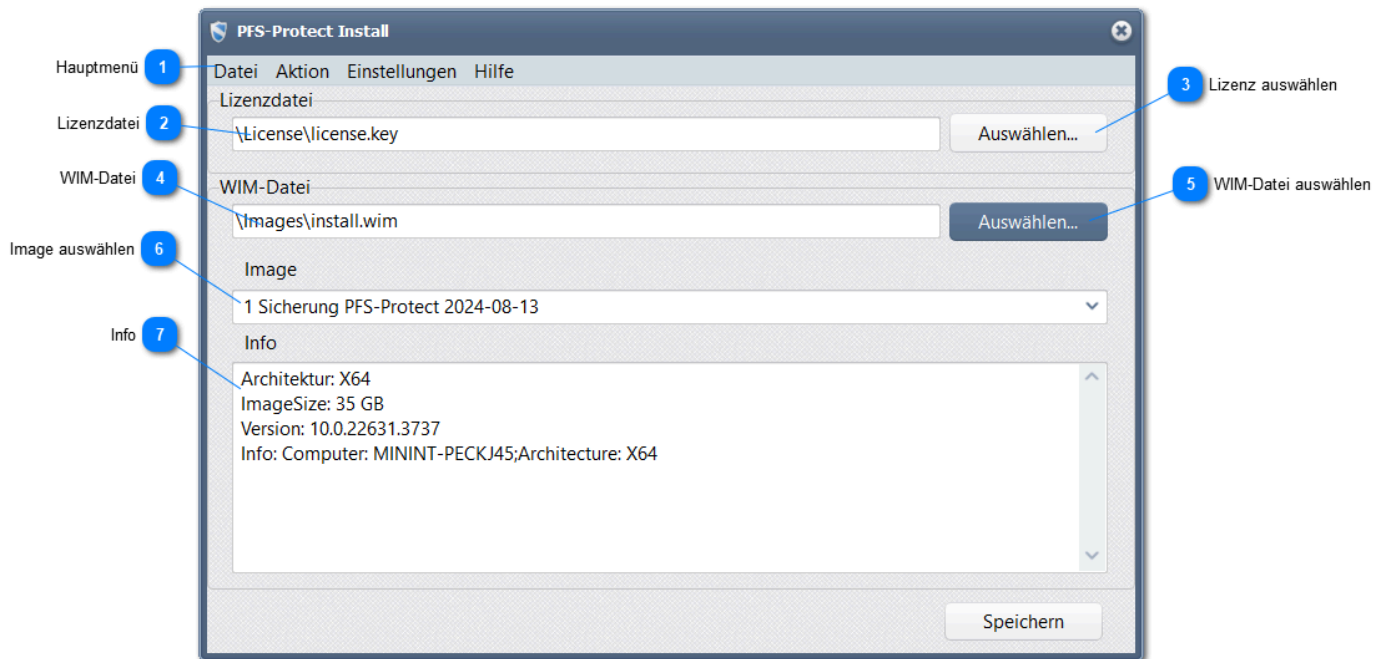 PFS-Protect Install
Hauptmenü 1
Datei Aktion Einstellungen Hilfe
3 Lizenz auswählen
Lizenzdatei
Lizenzdatei 2
\License\license.key
Auswählen...
WIM-Datei 4
WIM-Datei
5 WIM-Datei auswählen
\Images\install.wim
Auswählen...
Image auswählen 6
Image
1 Sicherung PFS-Protect 2024-08-13
Info 7
Info
Architektur: X64
ImageSize: 35 GB
Version: 10.0.22631.3737
Info: Computer: MININT-PECKJ45;Architecture: X64
Speichern